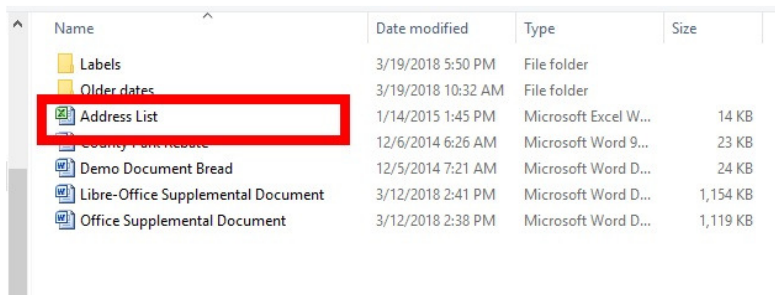 Name Date modified Type Size
Labels 3/19/2018 5:50 PM File folder
Older dates 3/19/2018 10:32 AM File folder
Address List 1/14/2015 1:45 PM Microsoft Excel W... 14 KB
County Park Rebate 12/6/2014 6:26 AM Microsoft Word 9... 23 KB
Demo Document Bread 12/5/2014 7:21 AM Microsoft Word D... 24 KB
Libre-Office Supplemental Document 3/12/2018 2:41 PM Microsoft Word D... 1,154 KB
Office Supplemental Document 3/12/2018 2:38 PM Microsoft Word D... 1,119 KB